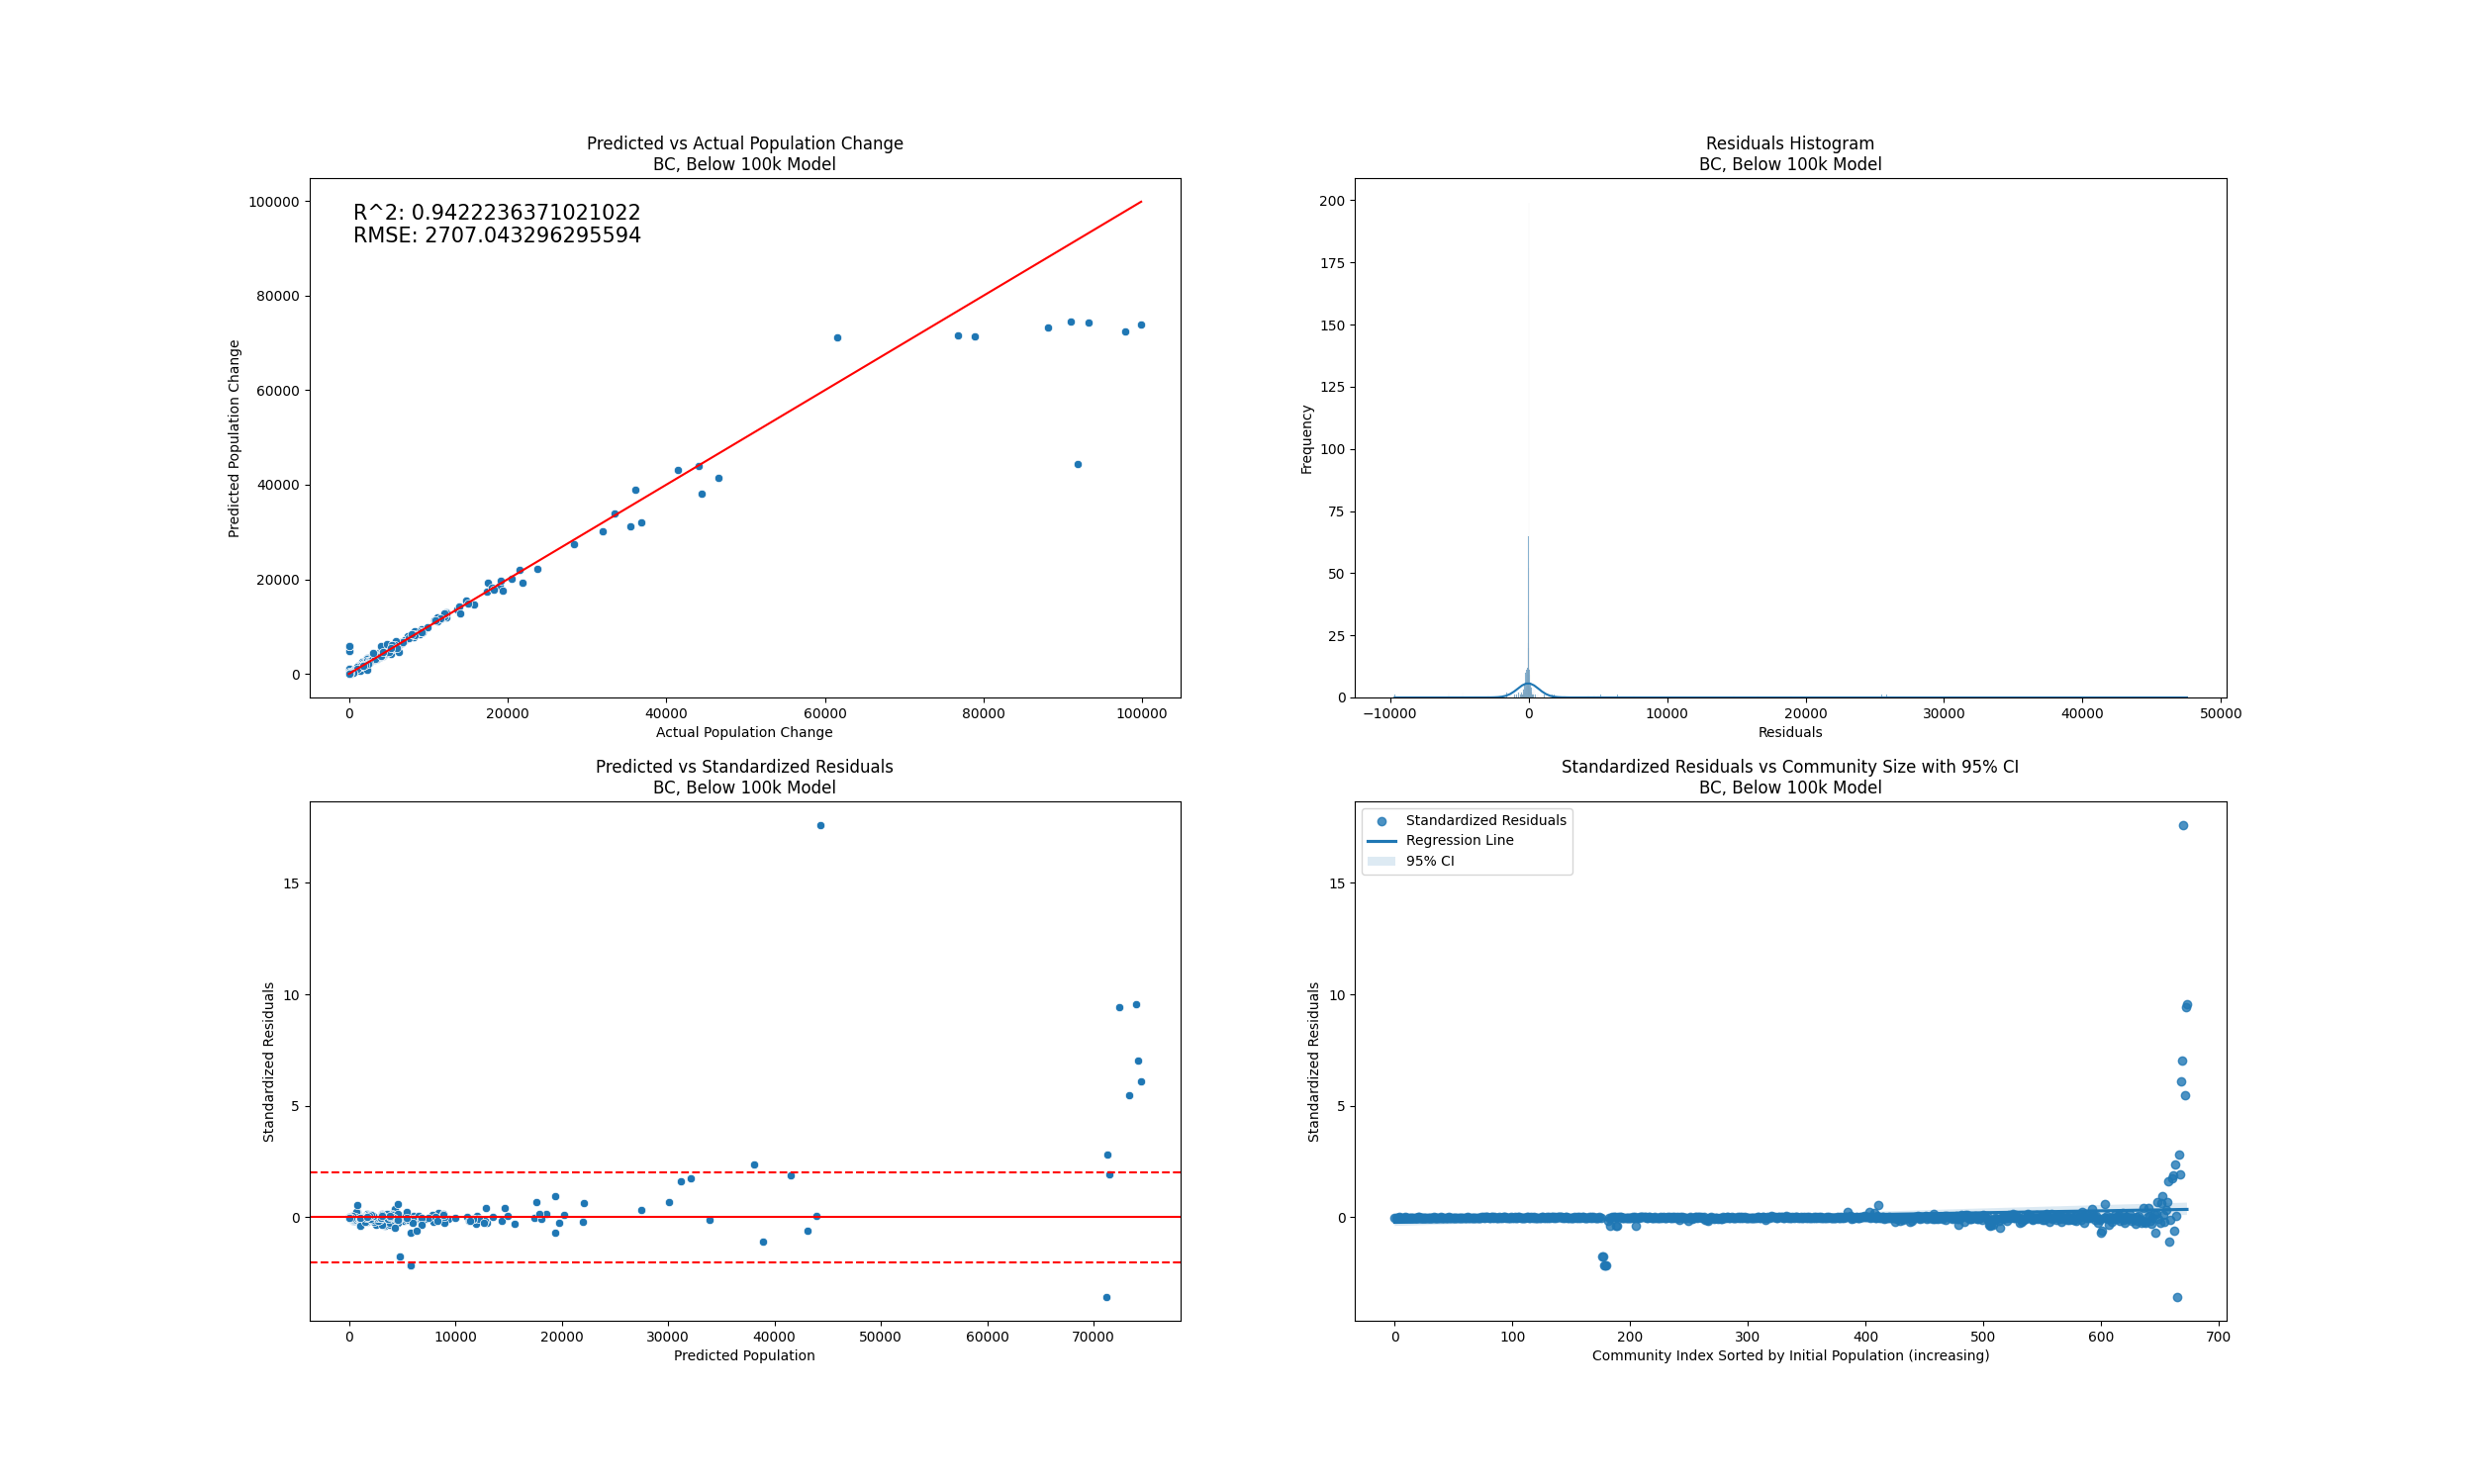 Predicted vs Actual Population Change
BC, Below 100k Model
R^2: 0.9422236371021022
RMSE: 2707.043296295594
100000
80000
60000
40000
20000
0
Predicted Population Change
0
20000
40000
60000
80000
100000
Actual Population Change
Residuals Histogram
BC, Below 100k Model
200
175
150
125
100
75
50
25
0
Frequency
−10000
0
10000
20000
30000
40000
50000
Residuals
Predicted vs Standardized Residuals
BC, Below 100k Model
15
10
5
0
Standardized Residuals
0
10000
20000
30000
40000
50000
60000
70000
Predicted Population
Standardized Residuals vs Community Size with 95% CI
BC, Below 100k Model
Standardized Residuals
Regression Line
95% CI
15
10
5
0
Standardized Residuals
0
100
200
300
400
500
600
700
Community Index Sorted by Initial Population (increasing)